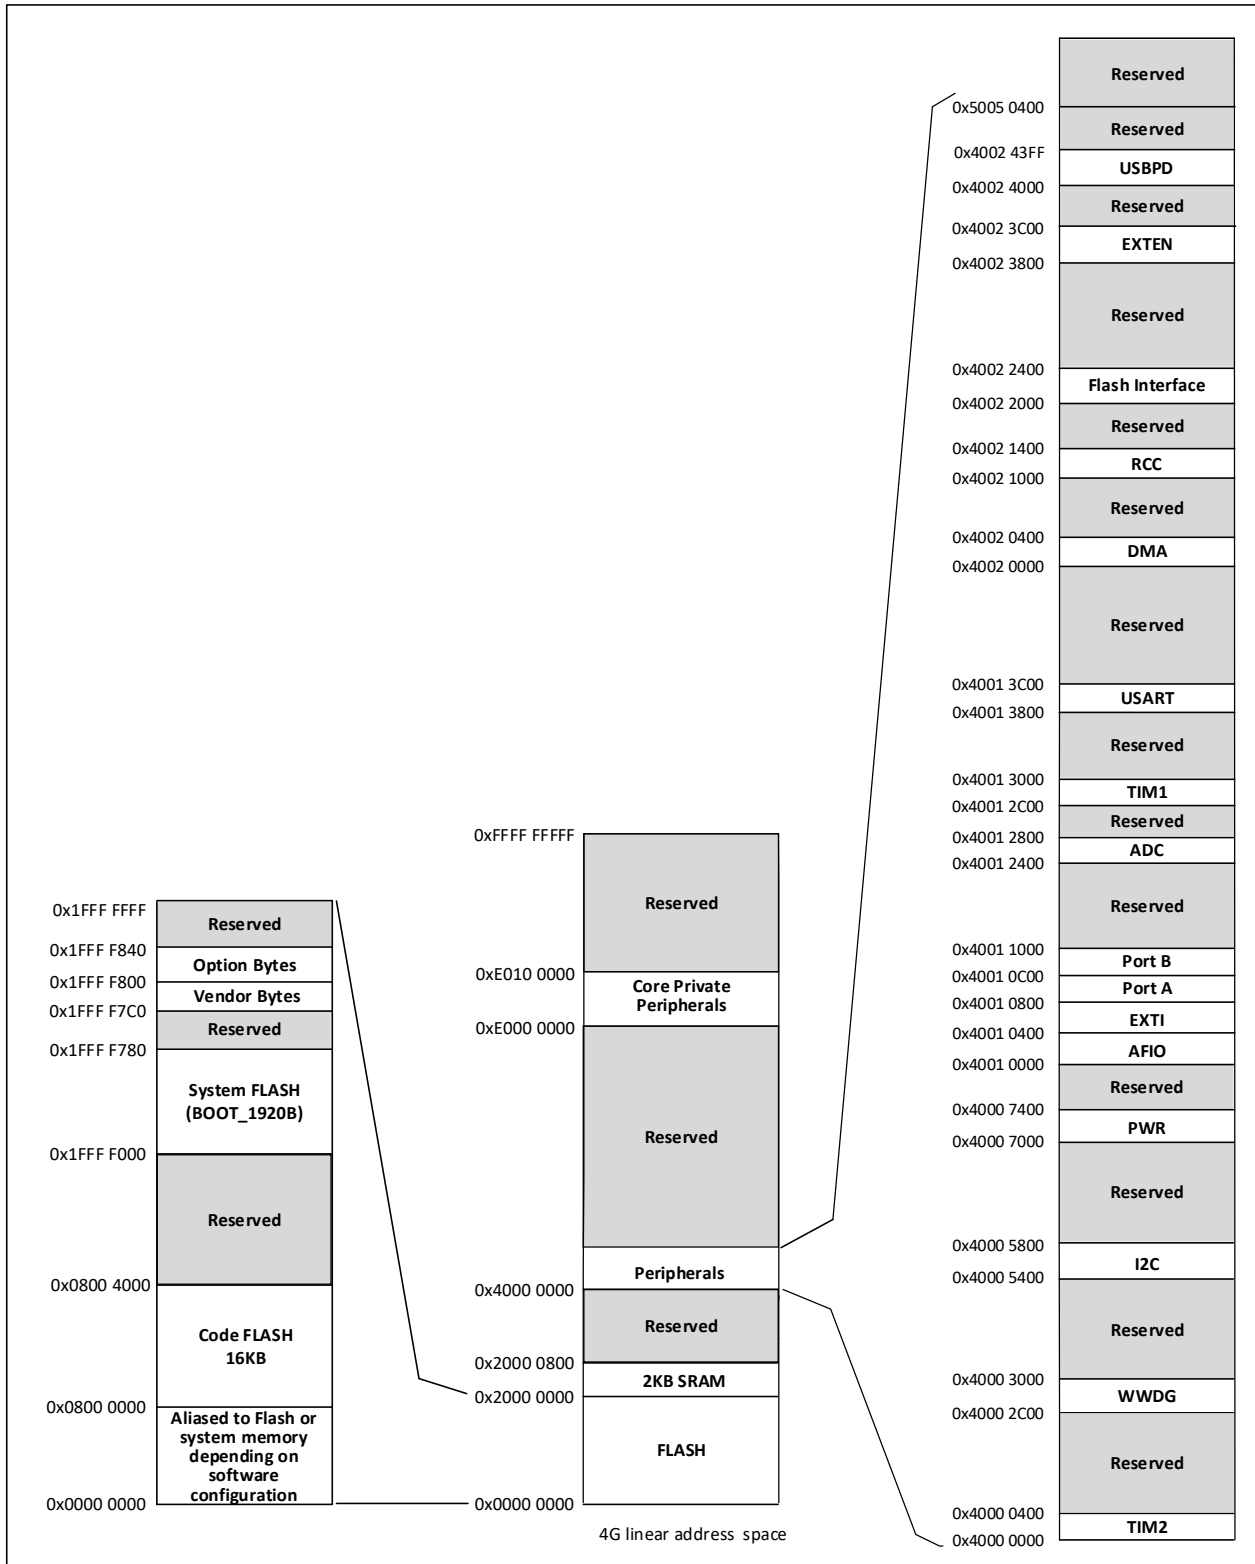 Reserved
0x5005 0400
Reserved
0x4002 43FF
USBPD
0x4002 4000
Reserved
0x4002 3C00
EXTEN
0x4002 3800
Reserved
0x4002 2400
Flash Interface
0x4002 2000
Reserved
0x4002 1400
RCC
0x4002 1000
Reserved
0x4002 0400
DMA
0x4002 0000
Reserved
0x4001 3C00
USART
0x4001 3800
Reserved
0x4001 3000
TIM1
0x4001 2C00
Reserved
0x4001 2800
ADC
0x4001 2400
Reserved
0x4001 1000
Port B
0x4001 0C00
Port A
0x4001 0800
EXTI
0x4001 0400
AFIO
0x4001 0000
Reserved
0x4000 7400
PWR
0x4000 7000
Reserved
0x4000 5800
I2C
0x4000 5400
Reserved
0x4000 3000
WWDG
0x4000 2C00
Reserved
0x4000 0400
TIM2
0x4000 0000
0xFFFF FFFFF
Reserved
0xE010 0000
Core Private
Peripherals
0xE000 0000
Reserved
Peripherals
0x4000 0000
Reserved
0x2000 0800
2KB SRAM
0x2000 0000
FLASH
0x0000 0000
4G linear address space
0x1FFF FFFF
Reserved
0x1FFF F840
Option Bytes
0x1FFF F800
Vendor Bytes
0x1FFF F7C0
Reserved
0x1FFF F780
System FLASH
(BOOT_1920B)
0x1FFF F000
Reserved
0x0800 4000
Code FLASH
16KB
0x0800 0000
Aliased to Flash or
system memory
depending on
software
configuration
0x0000 0000